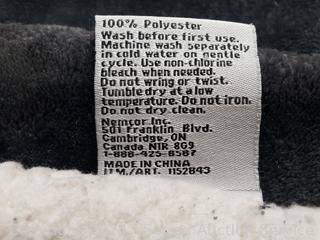 100% Polyester
Wash before first use.
Machine wash separately
in cold water on gentle
cycle. Use non-chlorine
bleach when needed.
Do not wring or twist.
Tumble dry at a low
temperature. Do not iron.
Do not dry clean.
Nemcor Inc.
501 Franklin Blvd.
Cambridge, ON
Canada N1R 8G9
1-888-425-8587
MADE IN CHINA
ITM./ART. 1152843